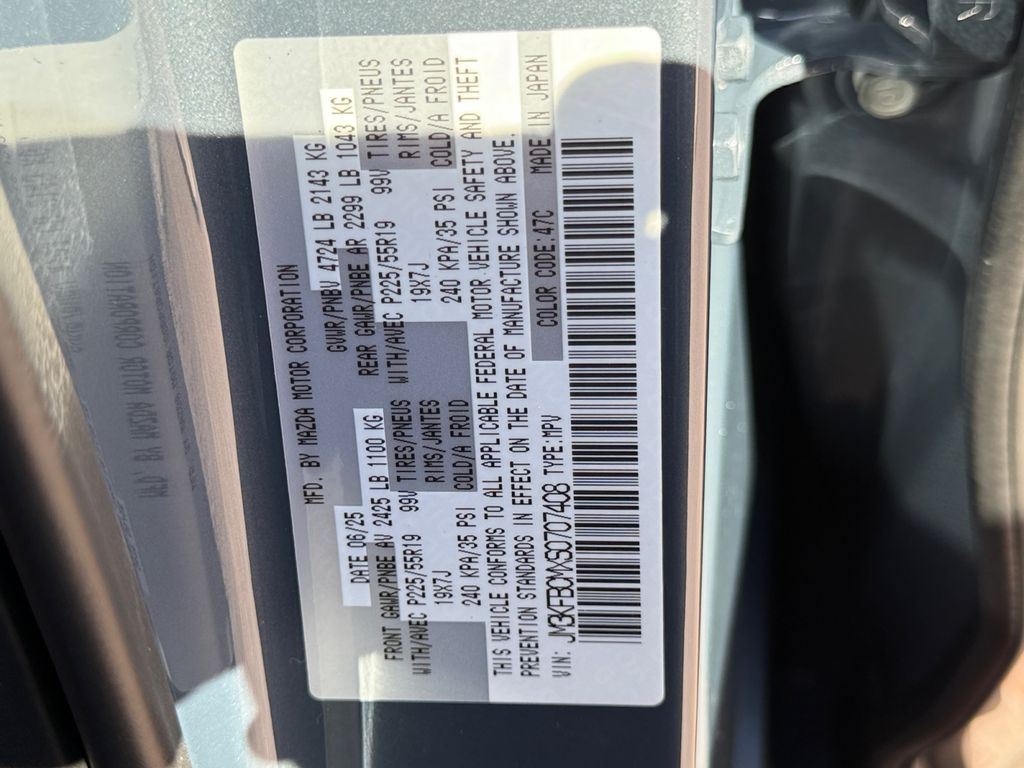 MFD. BY MAZDA MOTOR CORPORATION
DATE 06/25 GVWR/PNBV 4724 LB 2143 KG
FRONT GAWR/PNBE AV 2425 LB 1100 KG REAR GAWR/PNBE AR 2299 LB 1043 KG
WITH/AVEC P225/55R19 99V TIRES/PNEUS WITH/AVEC P225/55R19 99V TIRES/PNEUS
19X7J RIMS/JANTES 19X7J RIMS/JANTES
240 KPA/35 PSI COLD/A FROID 240 KPA/35 PSI COLD/A FROID
THIS VEHICLE CONFORMS TO ALL APPLICABLE FEDERAL MOTOR VEHICLE SAFETY AND THEFT
PREVENTION STANDARDS IN EFFECT ON THE DATE OF MANUFACTURE SHOWN ABOVE.
VIN: JM3KFBCMXS0707408 TYPE:MPV COLOR CODE:47C MADE IN JAPAN